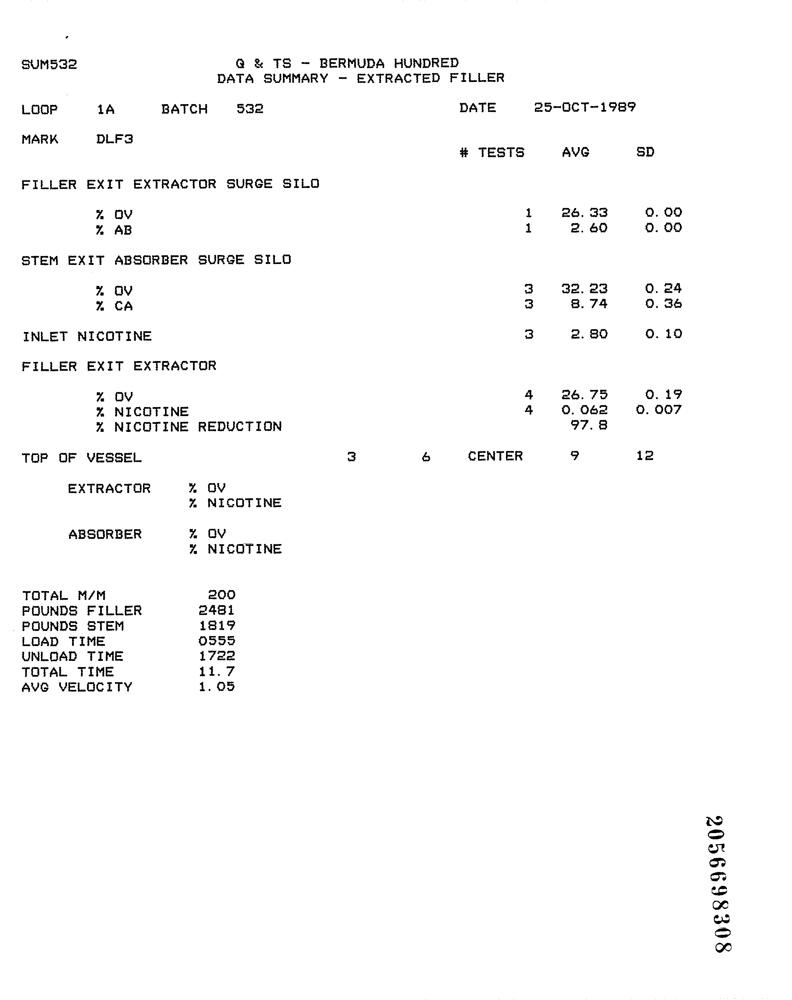 SUM532 Q & TS - BERMUDA HUNDRED
DATA SUMMARY - EXTRACTED FILLER
LOOP 1A BATCH 532 DATE 25-OCT-1989
MARK DLF3
# TESTS AVG SD
FILLER EXIT EXTRACTOR SURGE SILO
% OV 1 26.33 0.00
% AB 1 2.60 0.00
STEM EXIT ABSORBER SURGE SILO
% OV 3 32.23 0.24
% CA 3 8.74 0.36
INLET NICOTINE 3 2.80 0.10
FILLER EXIT EXTRACTOR
% OV 4 26.75 0.19
% NICOTINE 4 0.062 0.007
% NICOTINE REDUCTION 97.8
TOP OF VESSEL 3 6 CENTER 9 12
EXTRACTOR % OV
% NICOTINE
ABSORBER % OV
% NICOTINE
TOTAL M/M 200
POUNDS FILLER 2481
POUNDS STEM 1819
LOAD TIME 0555
UNLOAD TIME 1722
TOTAL TIME 11.7
AVG VELOCITY 1.05
2056698308